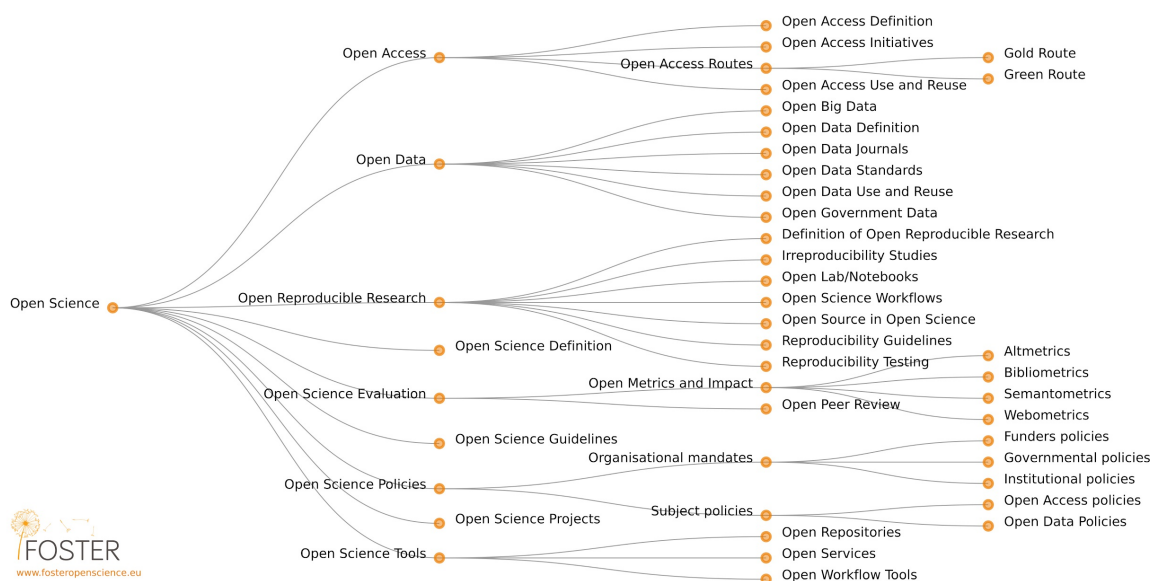 Open Science
Open Access
Open Access Definition
Open Access Initiatives
Open Access Routes
Gold Route
Green Route
Open Access Use and Reuse
Open Data
Open Big Data
Open Data Definition
Open Data Journals
Open Data Standards
Open Data Use and Reuse
Open Government Data
Open Reproducible Research
Definition of Open Reproducible Research
Irreproducibility Studies
Open Lab/Notebooks
Open Science Workflows
Open Source in Open Science
Reproducibility Guidelines
Reproducibility Testing
Open Science Definition
Open Science Evaluation
Open Metrics and Impact
Altmetrics
Bibliometrics
Semantometrics
Webometrics
Open Peer Review
Open Science Guidelines
Open Science Policies
Organisational mandates
Funders policies
Governmental policies
Institutional policies
Subject policies
Open Access policies
Open Data Policies
Open Science Projects
Open Science Tools
Open Repositories
Open Services
Open Workflow Tools
FOSTER
www.fosteropenscience.eu